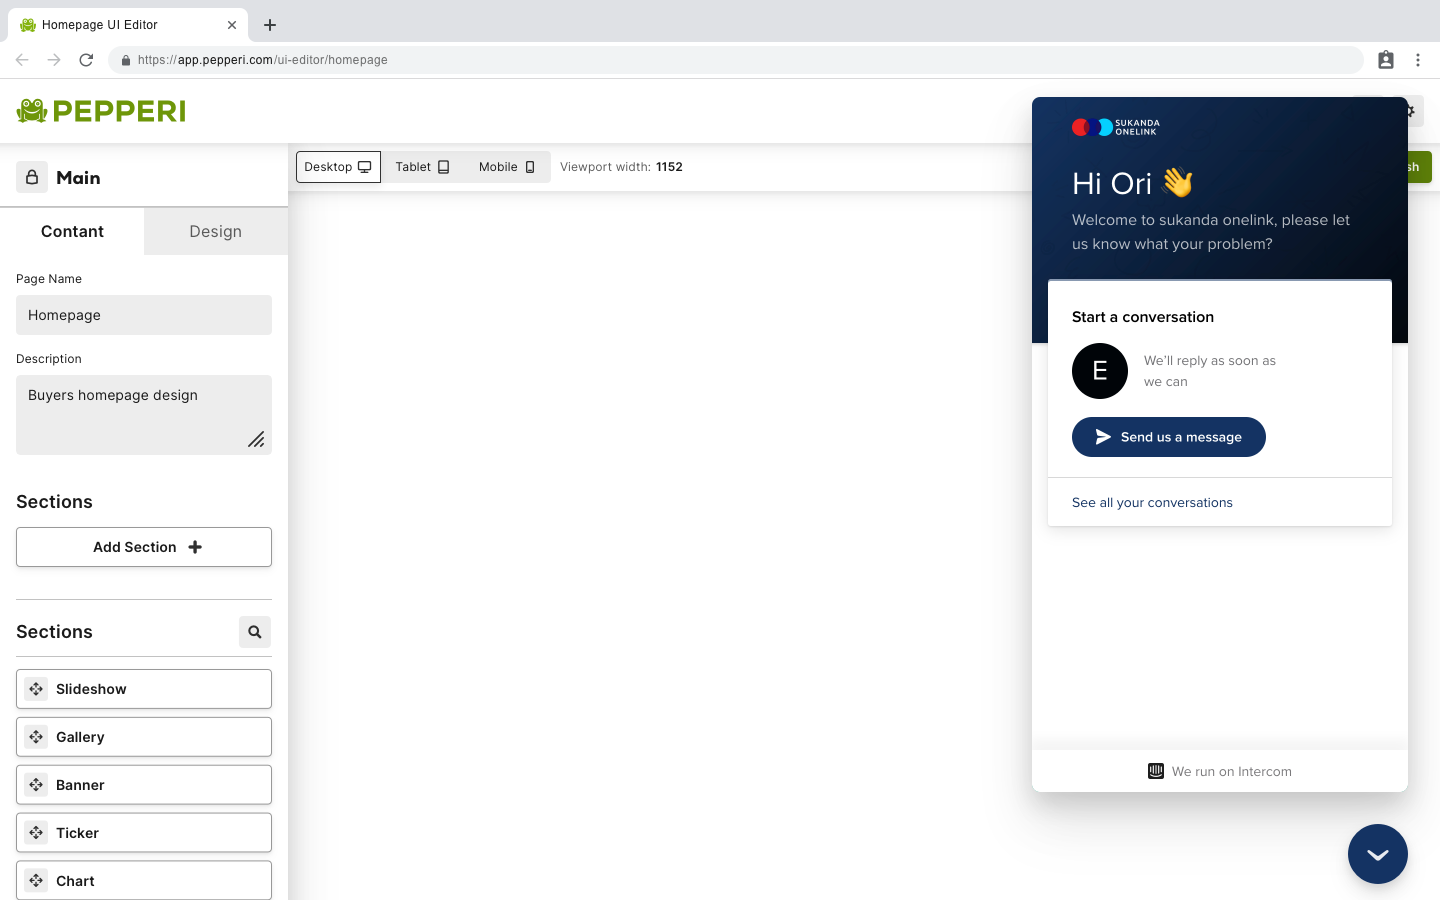 Homepage UI Editor
https://app.pepperi.com/ui-editor/homepage
PEPPERI
Main
Contant
Design
Page Name
Homepage
Description
Buyers homepage design
Sections
Add Section
Sections
Slideshow
Gallery
Banner
Ticker
Chart
Desktop
Tablet
Mobile
Viewport width: 1152
sh
SUKANDA
ONELINK
Hi Ori 👋
Welcome to sukanda onelink, please let
us know what your problem?
Start a conversation
E
We’ll reply as soon as
we can
Send us a message
See all your conversations
We run on Intercom